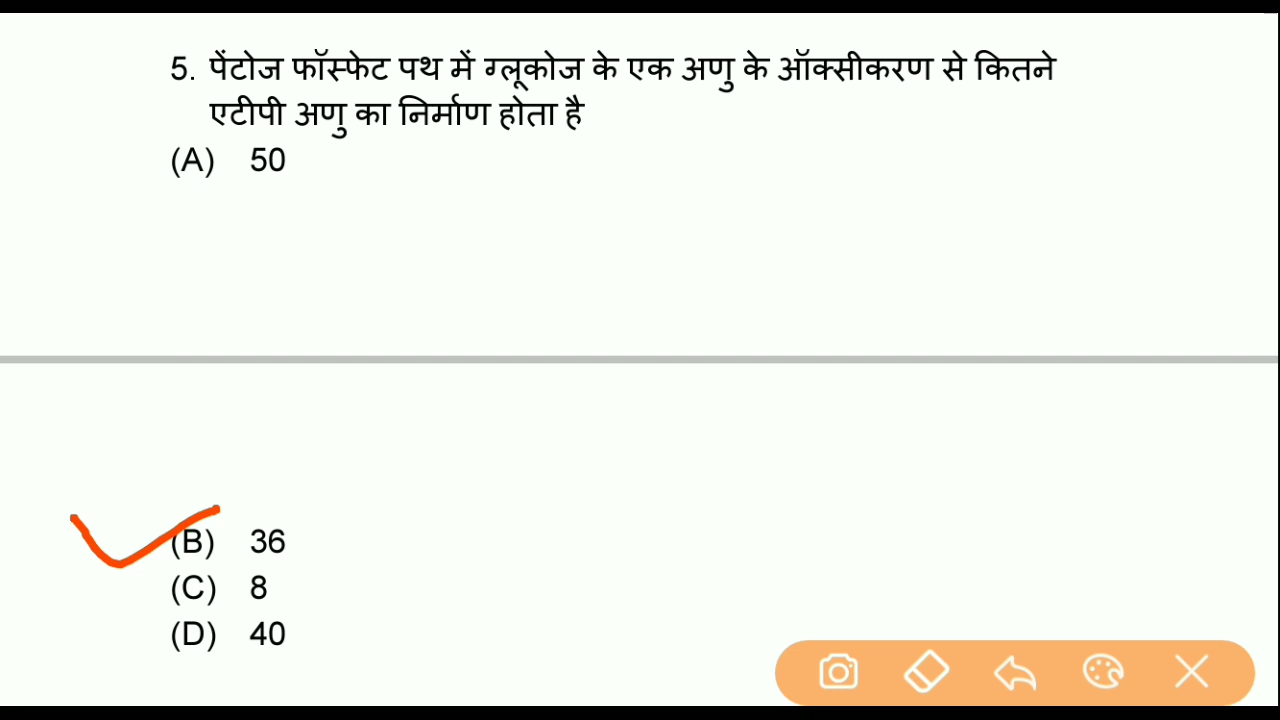 5. पेंटोज फॉस्फेट पथ में ग्लूकोज के एक अणु के ऑक्सीकरण से कितने
एटीपी अणु का निर्माण होता है
(A) 50
(B) 36
(C) 8
(D) 40